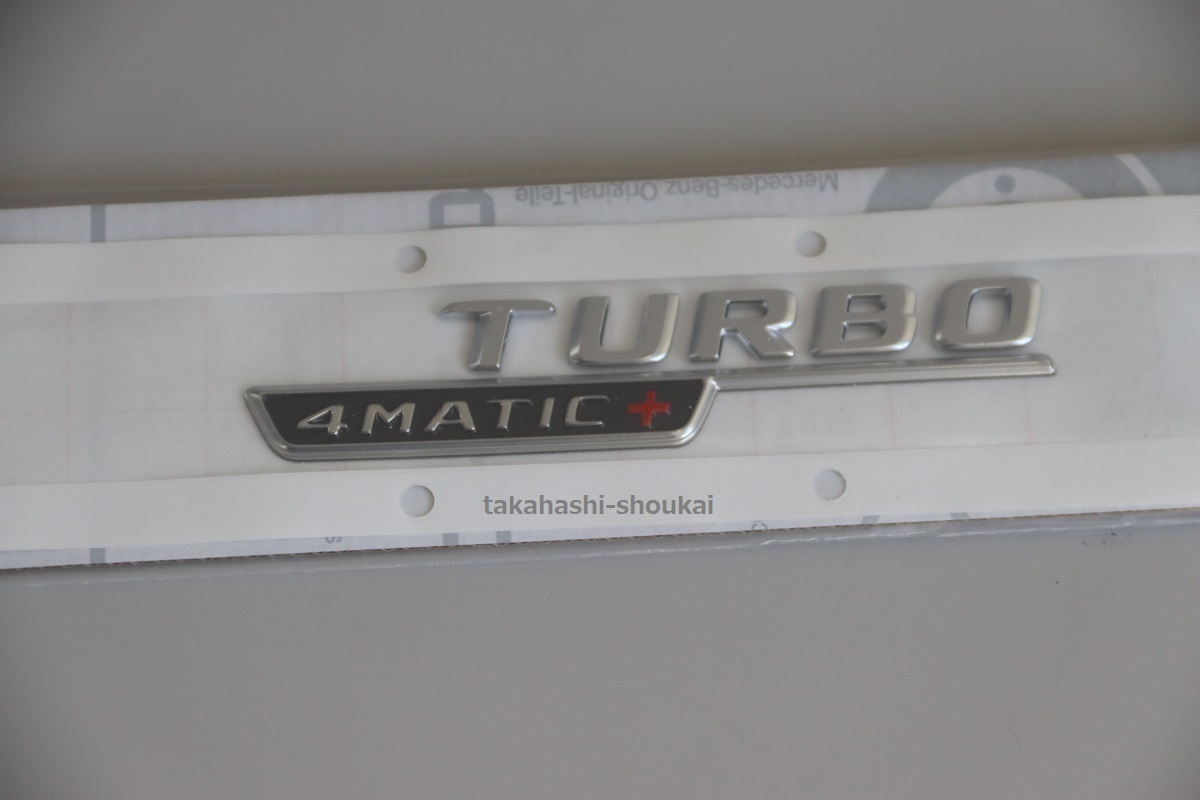 Mercedes-Benz Original-Teile
TURBO
4MATIC+
takahashi-shoukai